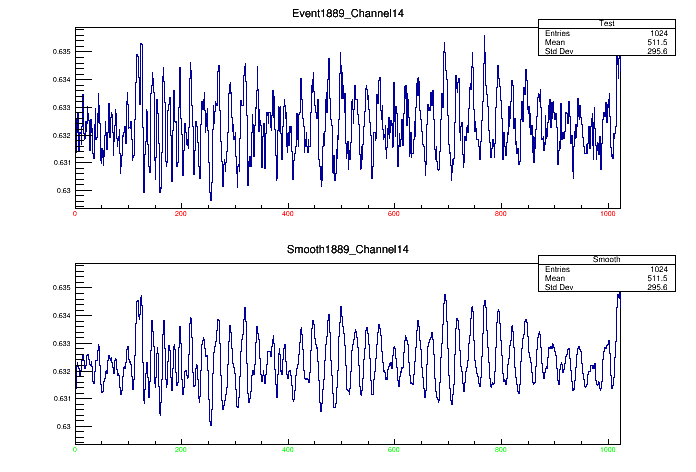 Event1889_Channel14
Test
Entries 1024
Mean 511.5
Std Dev 295.6
0.635
0.634
0.633
0.632
0.631
0.63
0 200 400 600 800 1000
Smooth1889_Channel14
Smooth
Entries 1024
Mean 511.5
Std Dev 295.6
0.635
0.634
0.633
0.632
0.631
0.63
0 200 400 600 800 1000